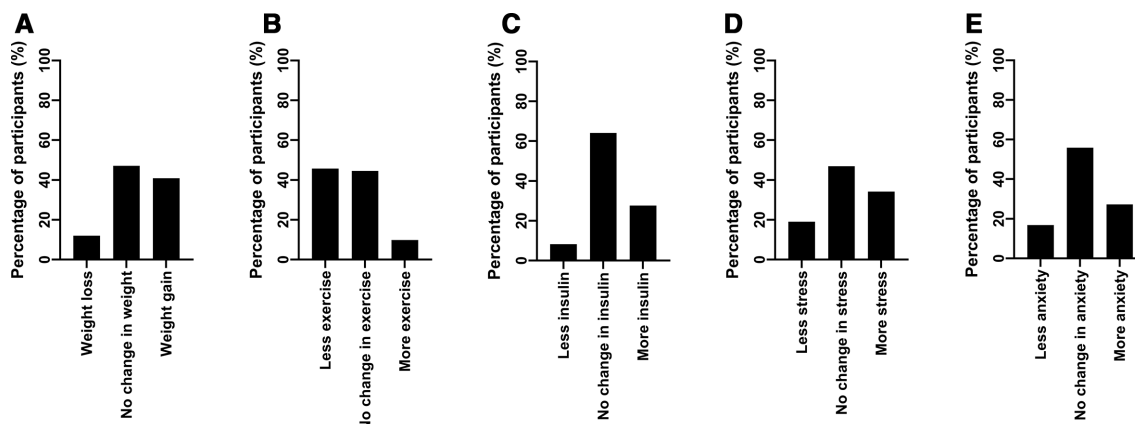 A
Percentage of participants (%)
0
20
40
60
80
100
Weight loss
No change in weight
Weight gain
B
Percentage of participants (%)
0
20
40
60
80
100
Less exercise
No change in exercise
More exercise
C
Percentage of participants (%)
0
20
40
60
80
100
Less insulin
No change in insulin
More insulin
D
Percentage of participants (%)
0
20
40
60
80
100
Less stress
No change in stress
More stress
E
Percentage of participants (%)
0
20
40
60
80
100
Less anxiety
No change in anxiety
More anxiety